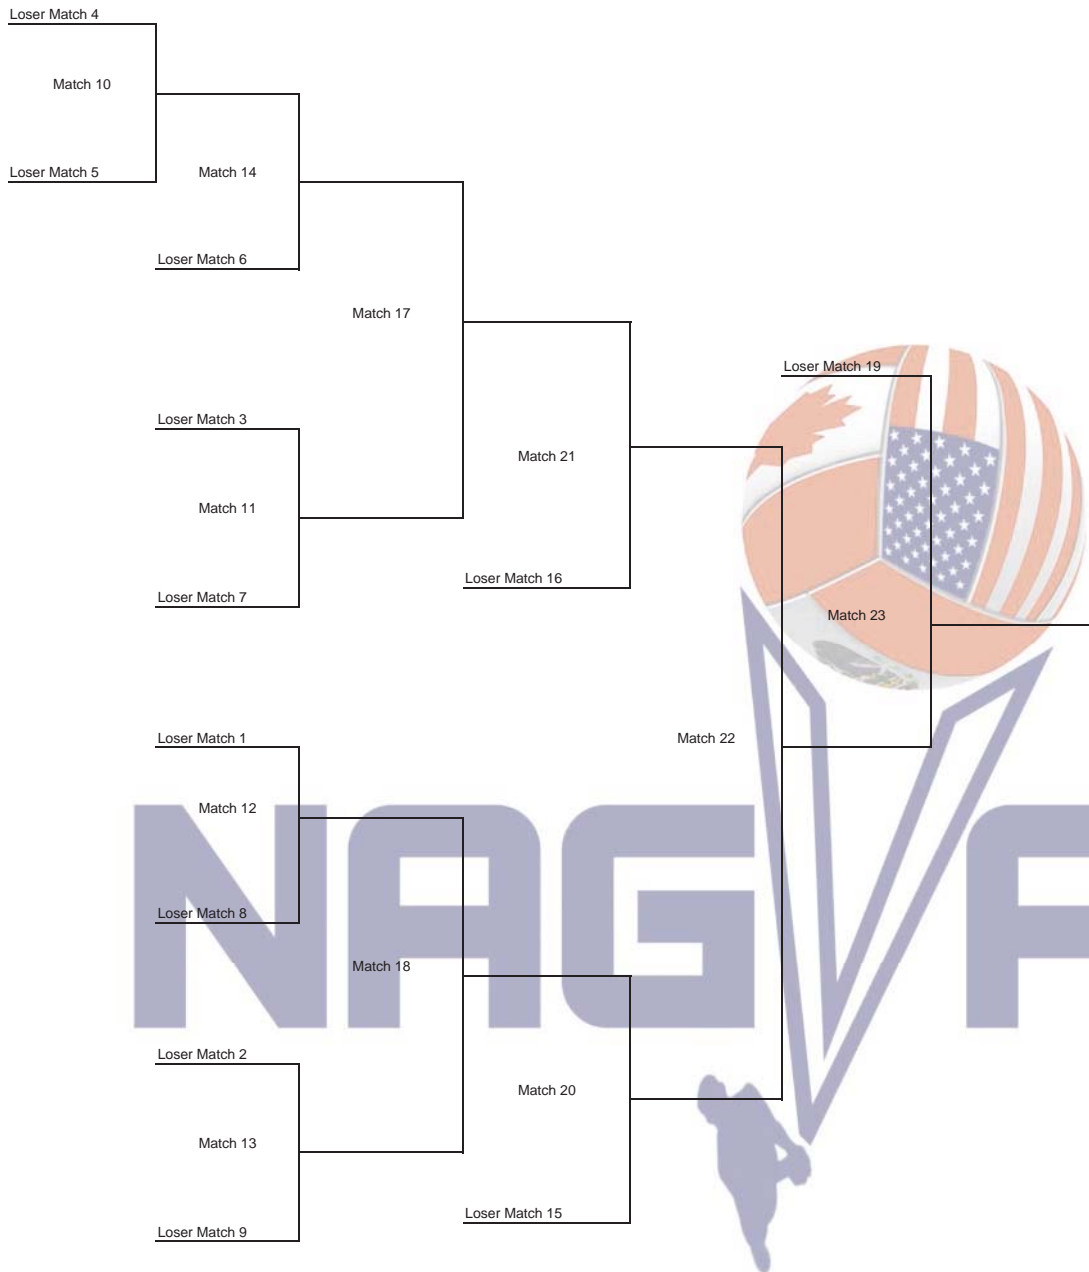 Loser Match 4
Match 10
Loser Match 5
Match 14
Loser Match 6
Match 17
Loser Match 19
Loser Match 3
Match 21
Match 11
Loser Match 16
Loser Match 7
Match 23
Loser Match 1
Match 22
Match 12
NAGVA
Loser Match 8
Match 18
Loser Match 2
Match 20
Match 13
Loser Match 15
Loser Match 9